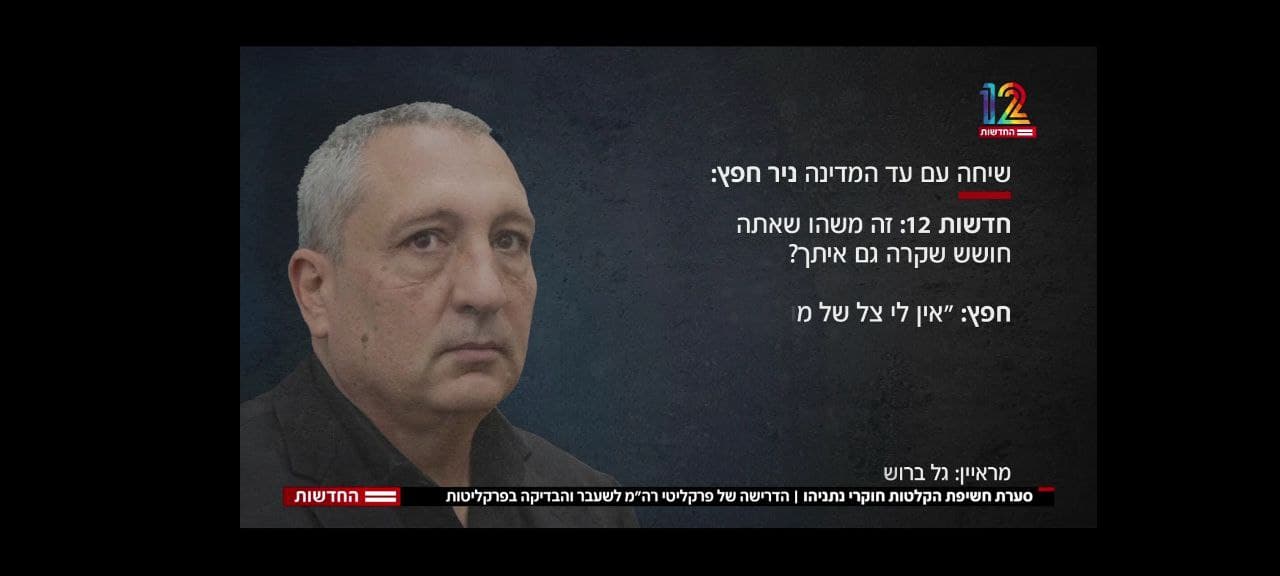 12
החדשות
שיחה עם עד המדינה ניר חפץ:
חדשות 12: זה משהו שאתה
חושש שקרה גם איתך?
חפץ: ״אין לי צל של מ
מראיין: גל ברוש
סערת חשיפת הקלטות חוקרי נתניהו | הדרישה של פרקליטי רה״מ לשעבר והבדיקה בפרקליטות
החדשות